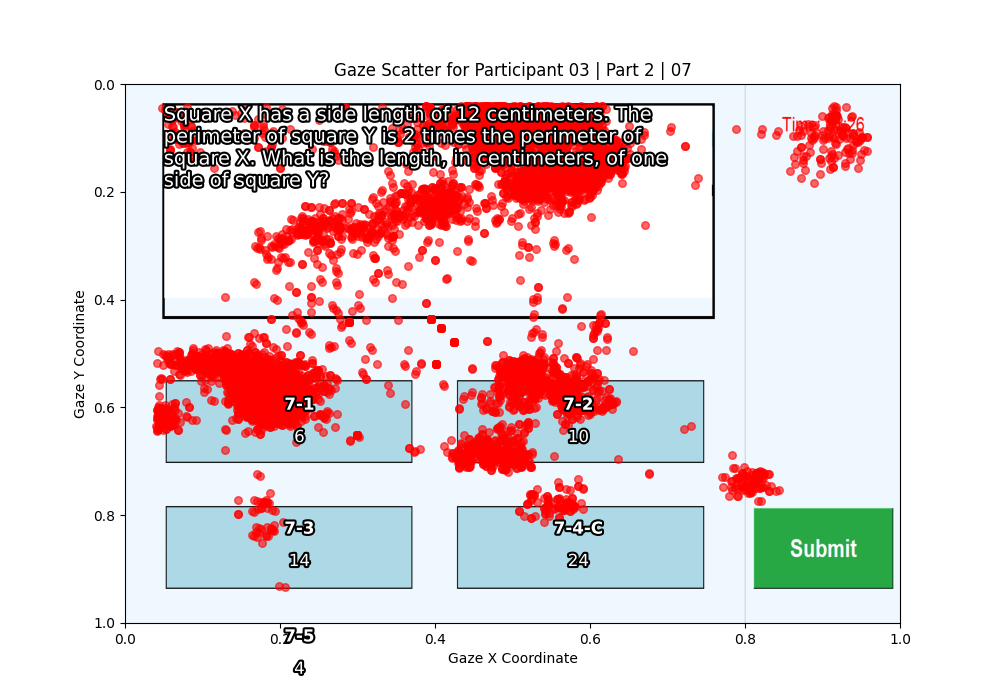 Gaze Scatter for Participant 03 | Part 2 | 07
Square X has a side length of 12 centimeters. The
perimeter of square Y is 2 times the perimeter of
square X. What is the length, in centimeters, of one
side of square Y?
7-1
6
7-2
10
7-3
14
7-4-C
24
Submit
7-5
4
0.0
0.2
0.4
0.6
0.8
1.0
Gaze Y Coordinate
0.0
0.4
0.6
0.8
1.0
Gaze X Coordinate